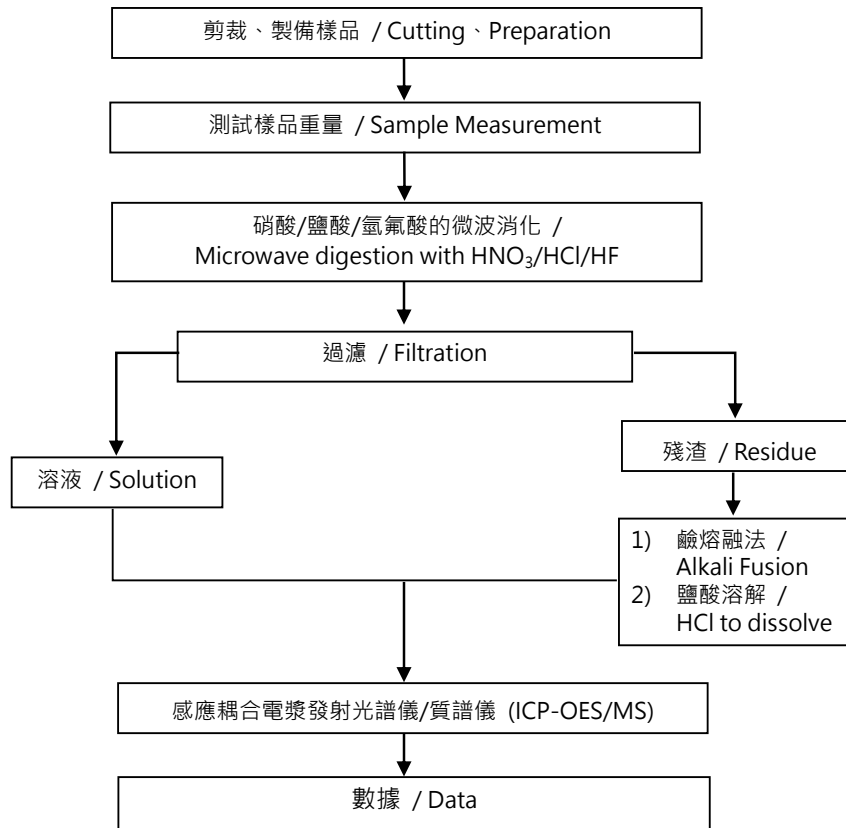 剪裁、製備樣品 / Cutting、Preparation
測試樣品重量 / Sample Measurement
硝酸/鹽酸/氫氟酸的微波消化 /
Microwave digestion with HNO₃/HCl/HF
過濾 / Filtration
溶液 / Solution
殘渣 / Residue
1) 鹼熔融法 /
Alkali Fusion
2) 鹽酸溶解 /
HCl to dissolve
感應耦合電漿發射光譜儀/質譜儀 (ICP-OES/MS)
數據 / Data